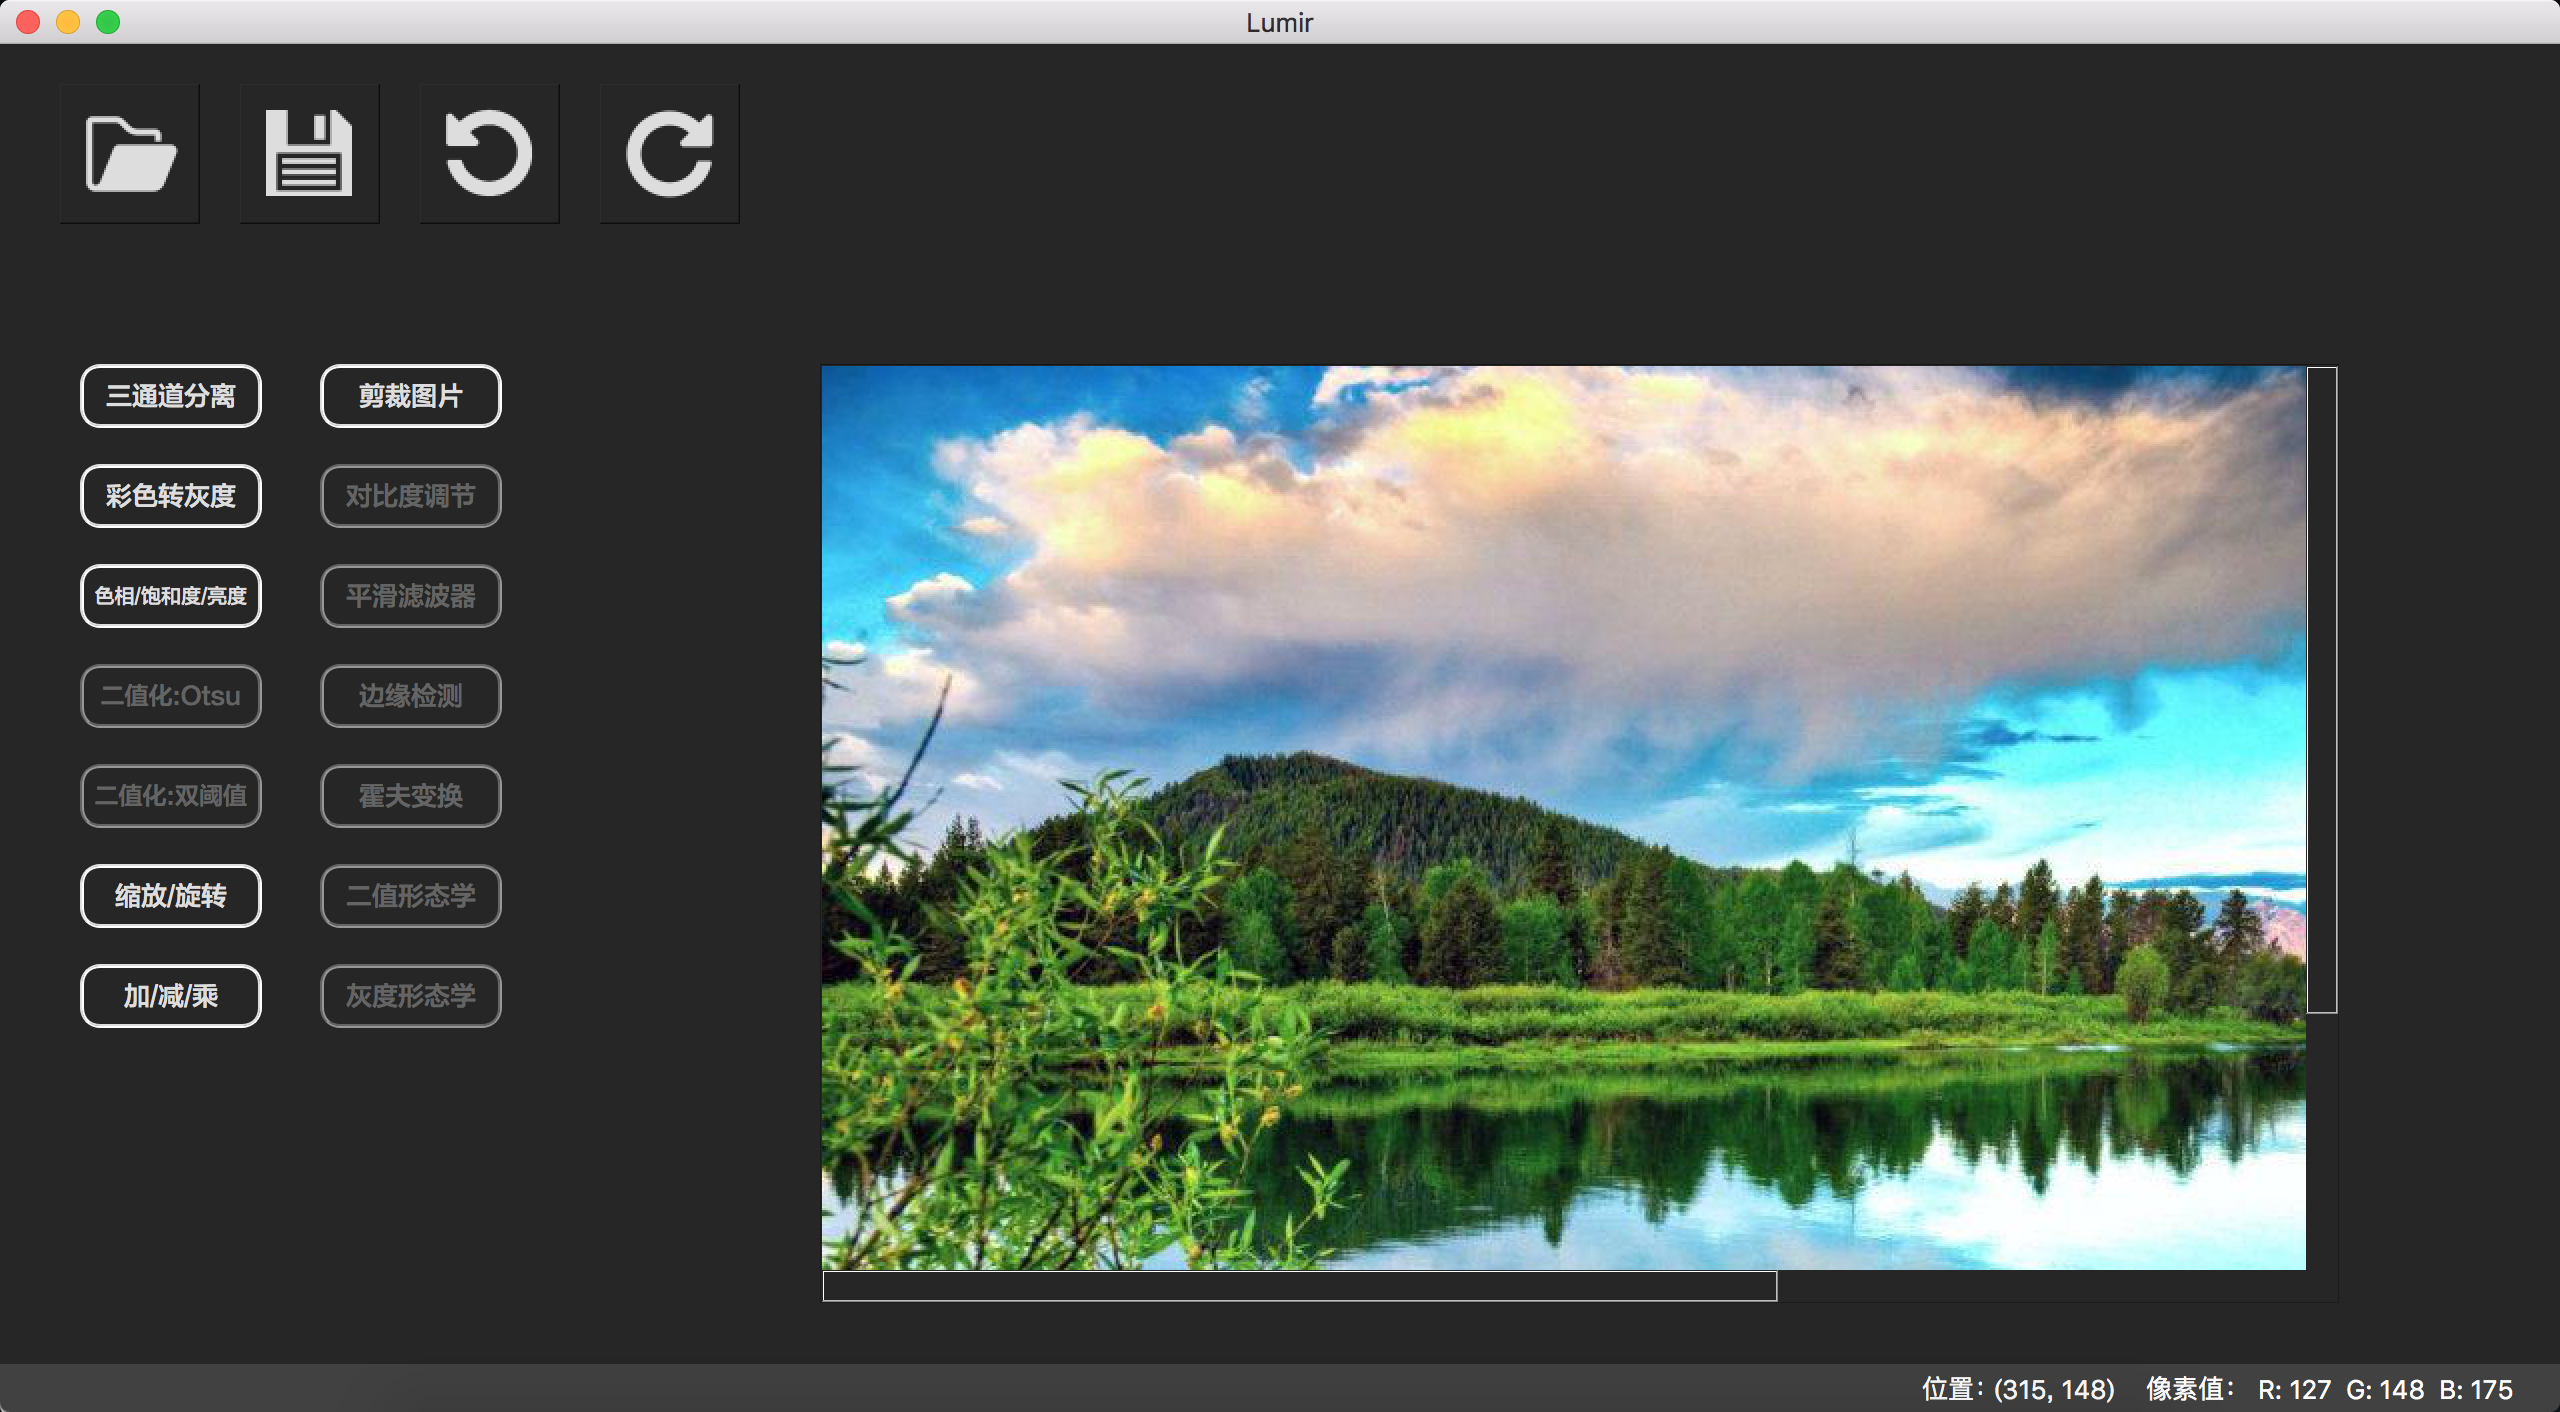 Lumir
三通道分离
剪裁图片
彩色转灰度
对比度调节
色相/饱和度/亮度
平滑滤波器
二值化:Otsu
边缘检测
二值化:双阈值
霍夫变换
缩放/旋转
二值形态学
加/减/乘
灰度形态学
位置：(315, 148) 像素值： R: 127 G: 148 B: 175